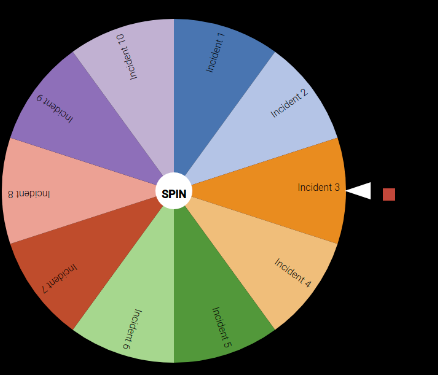 Incident 1
Incident 2
Incident 3
Incident 4
Incident 5
Incident 6
Incident 7
Incident 8
Incident 9
Incident 10
SPIN